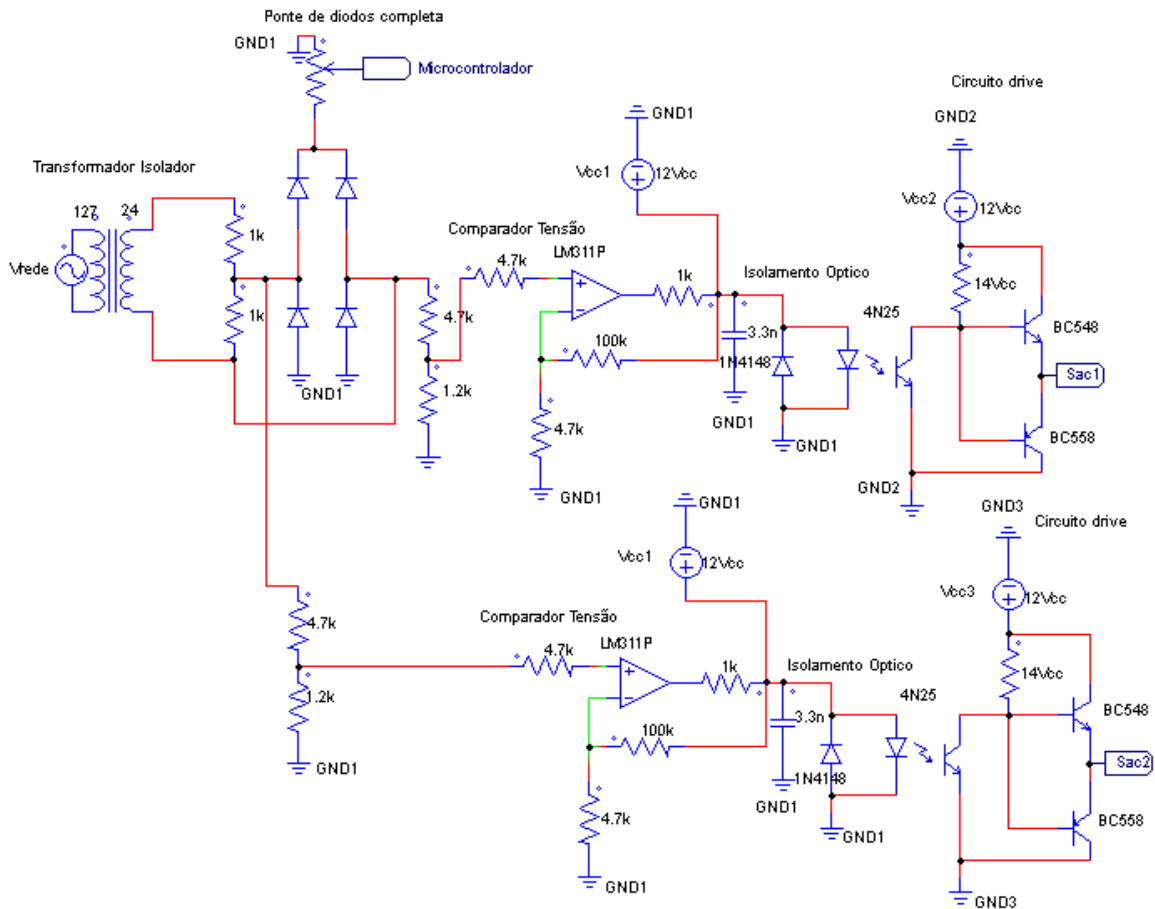 Ponte de diodos completa
GND1
Microcontrolador
Circuito drive
GND2
GND1
Transformador Isolador
Vcc1
12Vcc
Vcc2
12Vcc
127
24
1k
Comparador Tensão
LM311P
4.7k
1k
Isolamento Optico
14Vcc
Vrede
4N25
BC548
1k
4.7k
3.3n
100k
1N4148
Sac1
GND1
1.2k
GND1
4.7k
GND1
BC558
GND1
GND2
GND1
GND3
Circuito drive
Vcc1
12Vcc
Vcc3
12Vcc
4.7k
Comparador Tensão
LM311P
4.7k
1k
Isolamento Optico
14Vcc
4N25
1.2k
BC548
3.3n
100k
GND1
Sac2
1N4148
4.7k
GND1
BC558
GND1
GND1
GND3